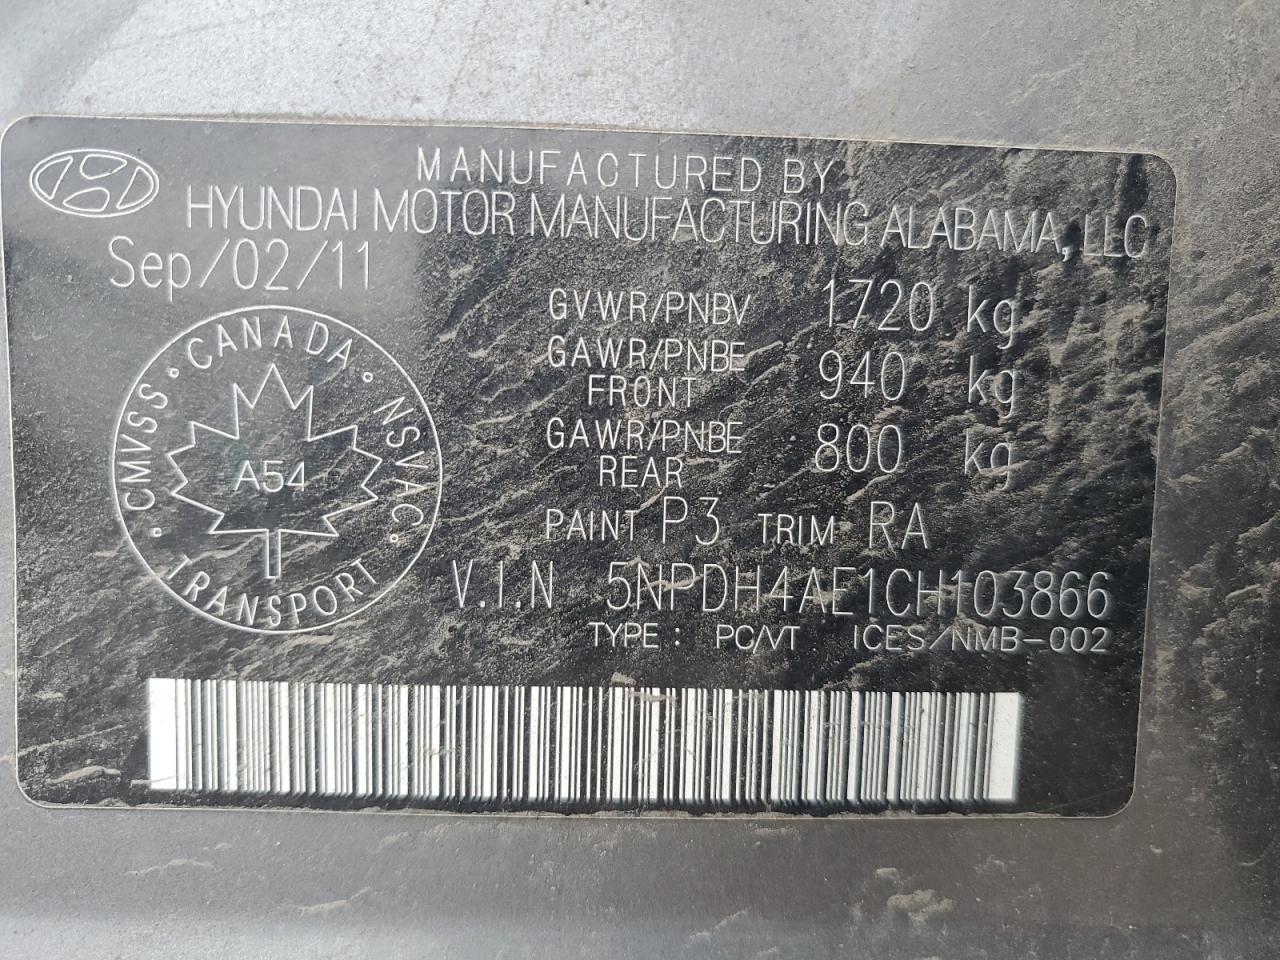 MANUFACTURED BY
HYUNDAI MOTOR MANUFACTURING ALABAMA, LLC
Sep/02/11
GVWR/PNBV 1720 kg
GAWR/PNBE FRONT 940 kg
GAWR/PNBE REAR 800 kg
CMVSS · CANADA · NSVAC · TRANSPORT
A54
PAINT P3 TRIM RA
V.I.N 5NPDH4AE1CH103866
TYPE : PC/VT ICES/NMB-002